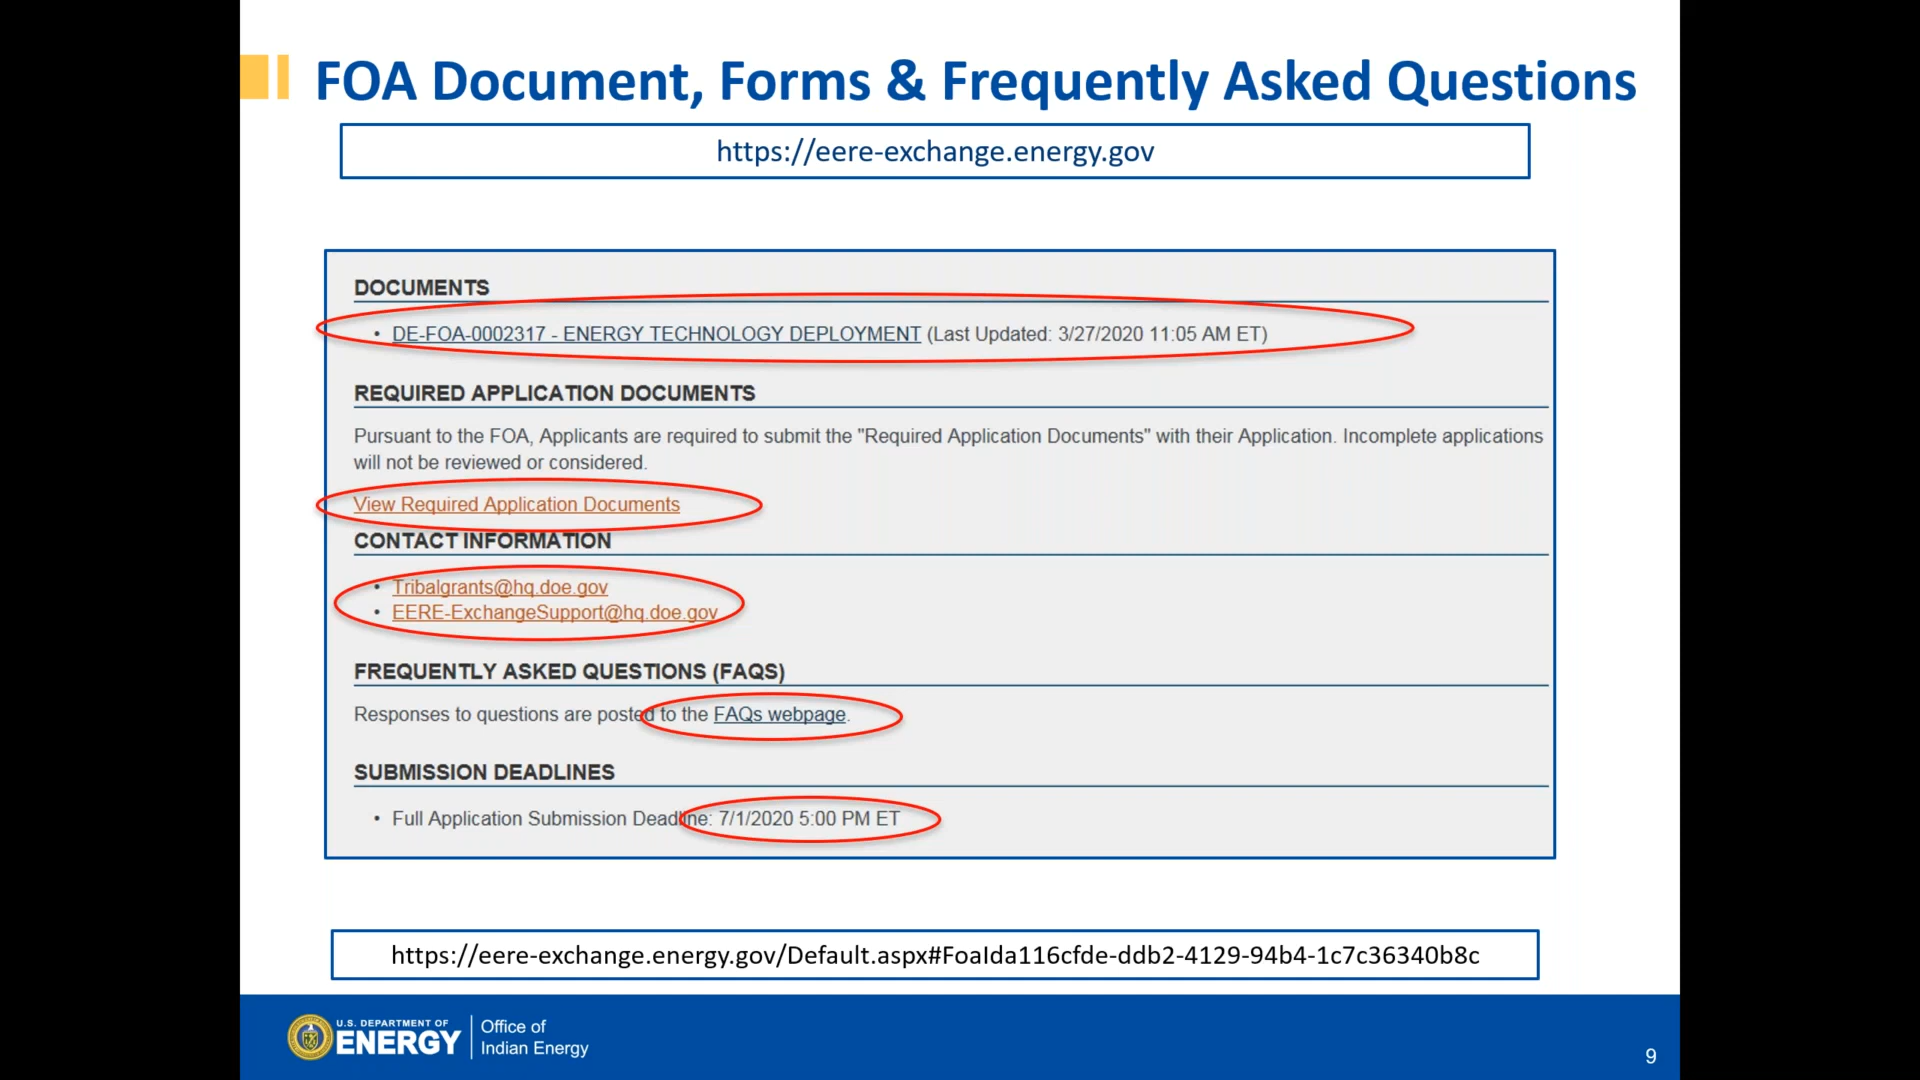 FOA Document, Forms & Frequently Asked Questions
https://eere-exchange.energy.gov
DOCUMENTS
• DE-FOA-0002317 - ENERGY TECHNOLOGY DEPLOYMENT (Last Updated: 3/27/2020 11:05 AM ET)
REQUIRED APPLICATION DOCUMENTS
Pursuant to the FOA, Applicants are required to submit the "Required Application Documents" with their Application. Incomplete applications
will not be reviewed or considered.
View Required Application Documents
CONTACT INFORMATION
• Tribalgrants@hq.doe.gov
• EERE-ExchangeSupport@hq.doe.gov
FREQUENTLY ASKED QUESTIONS (FAQS)
Responses to questions are posted to the FAQs webpage.
SUBMISSION DEADLINES
• Full Application Submission Deadline: 7/1/2020 5:00 PM ET
https://eere-exchange.energy.gov/Default.aspx#FoaIda116cfde-ddb2-4129-94b4-1c7c36340b8c
U.S. DEPARTMENT OF
ENERGY
Office of
Indian Energy
9